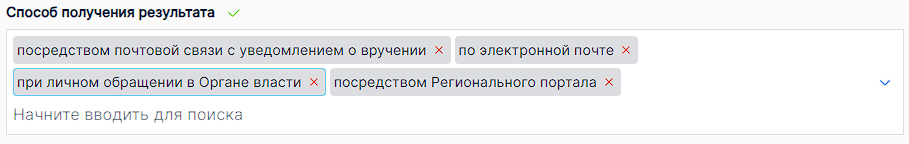 Способ получения результата
посредством почтовой связи с уведомлением о вручении × по электронной почте ×
при личном обращении в Органе власти × посредством Регионального портала ×
Начните вводить для поиска